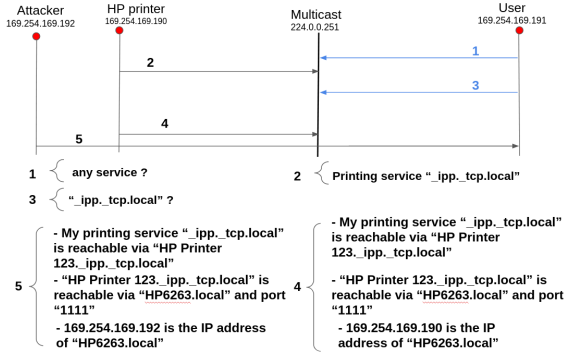 Attacker
169.254.169.192
HP printer
169.254.169.190
Multicast
224.0.0.251
User
169.254.169.191
1
2
3
4
5
1 any service ?
2 Printing service “_ipp._tcp.local”
3 “_ipp._tcp.local” ?
5
- My printing service “_ipp._tcp.local”
is reachable via “HP Printer
123._ipp._tcp.local”
- “HP Printer 123._ipp._tcp.local” is
reachable via “HP6263.local” and port
“1111”
- 169.254.169.192 is the IP address
of “HP6263.local”
4
- My printing service “_ipp._tcp.local”
is reachable via “HP Printer
123._ipp._tcp.local”
- “HP Printer 123._ipp._tcp.local” is
reachable via “HP6263.local” and port
“1111”
- 169.254.169.190 is the IP
address of “HP6263.local”